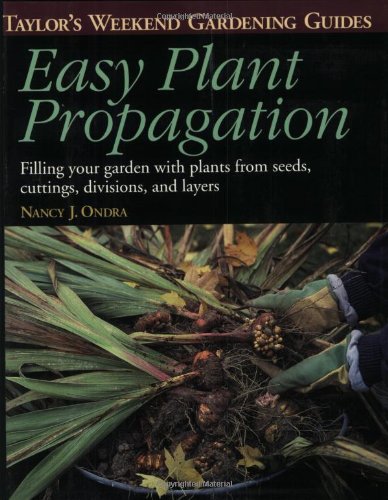 TAYLOR'S WEEKEND GARDENING GUIDES
Easy Plant
Propagation
Filling your garden with plants from seeds,
cuttings, divisions, and layers
NANCY J. ONDRA